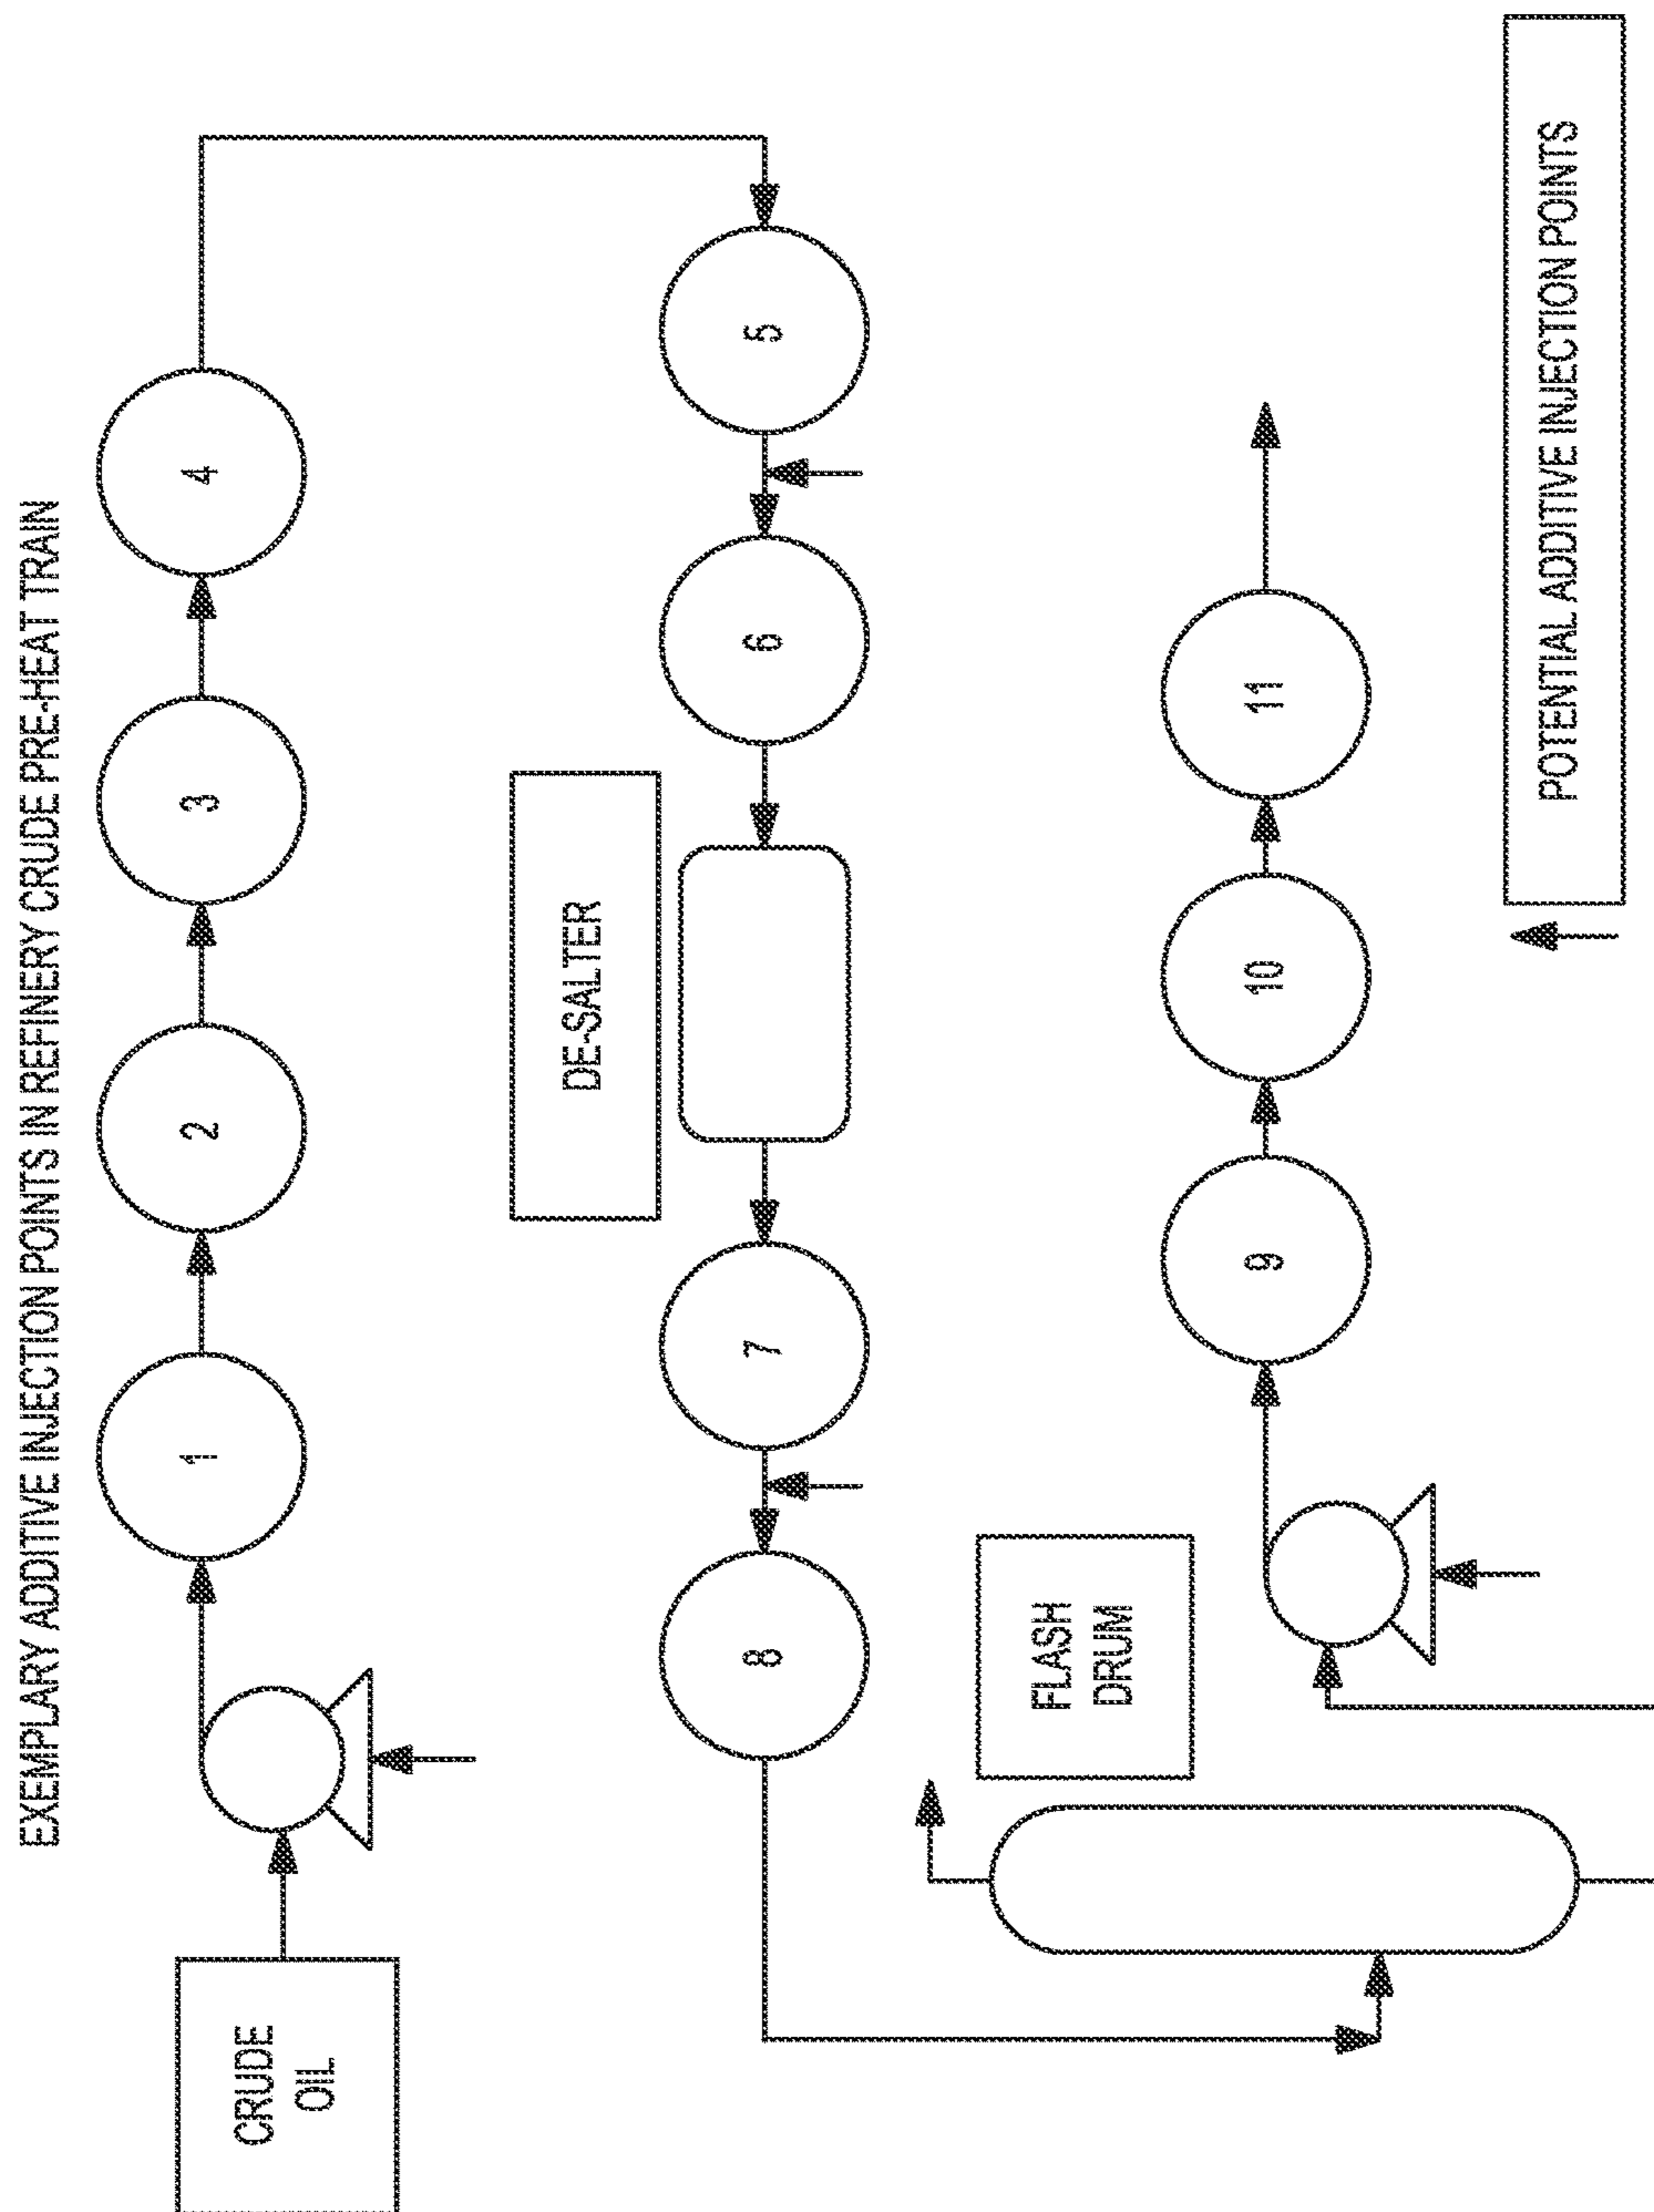 EXEMPLARY ADDITIVE INJECTION POINTS IN REFINERY CRUDE PRE-HEAT TRAIN
CRUDE
OIL
1
2
3
4
5
6
DE-SALTER
7
8
FLASH
DRUM
9
10
11
POTENTIAL ADDITIVE INJECTION POINTS